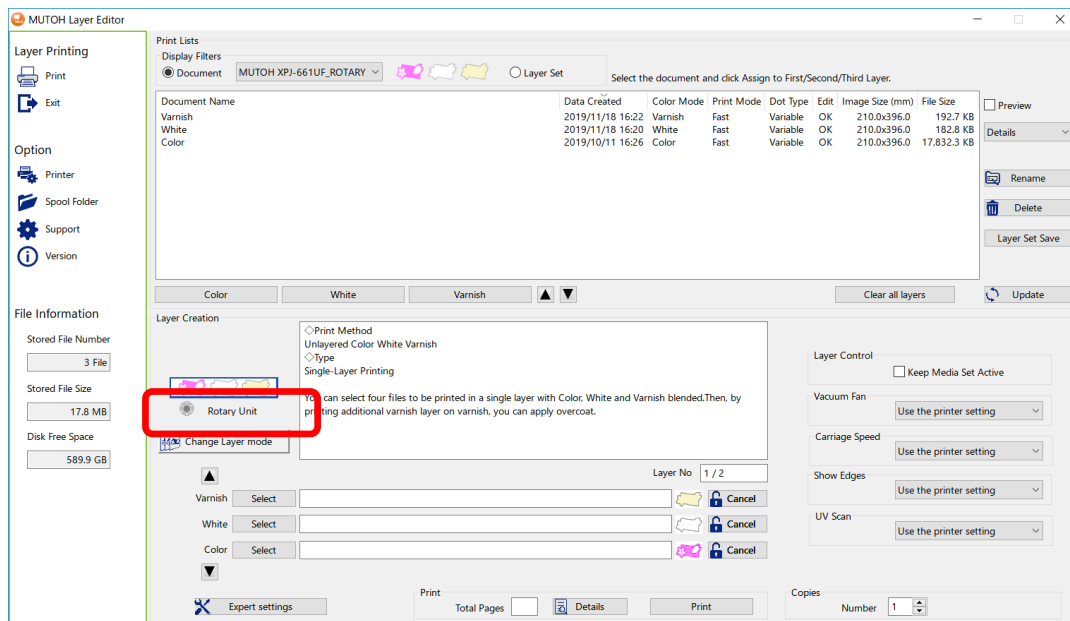 MUTOH Layer Editor
Layer Printing
Print
Exit
Option
Printer
Spool Folder
Support
Version
File Information
Stored File Number
3 File
Stored File Size
17.8 MB
Disk Free Space
589.9 GB
Print Lists
Display Filters
Document MUTOH XPJ-661UF_ROTARY Layer Set
Select the document and click Assign to First/Second/Third Layer.
Document Name Data Created Color Mode Print Mode Dot Type Edit Image Size (mm) File Size
Varnish 2019/11/18 16:22 Varnish Fast Variable OK 210.0x396.0 192.7 KB
White 2019/11/18 16:20 White Fast Variable OK 210.0x396.0 182.8 KB
Color 2019/10/11 16:26 Color Fast Variable OK 210.0x396.0 17,832.3 KB
Preview
Details
Rename
Delete
Layer Set Save
Color White Varnish Clear all layers Update
Layer Creation
◇Print Method
Unlayered Color White Varnish
◇Type
Single-Layer Printing
You can select four files to be printed in a single layer with Color, White and Varnish blended.Then, by
printing additional varnish layer on varnish, you can apply overcoat.
Rotary Unit
Change Layer mode
Layer No 1 / 2
Varnish Select Cancel
White Select Cancel
Color Select Cancel
Layer Control
Keep Media Set Active
Vacuum Fan
Use the printer setting
Carriage Speed
Use the printer setting
Show Edges
Use the printer setting
UV Scan
Use the printer setting
Expert settings
Print
Total Pages Details Print
Copies
Number 1